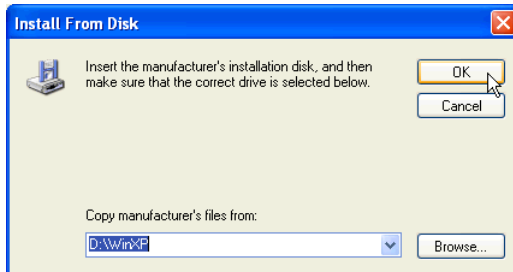 Install From Disk
Insert the manufacturer's installation disk, and then
make sure that the correct drive is selected below.
OK
Cancel
Copy manufacturer's files from:
D:\WinXP
Browse...